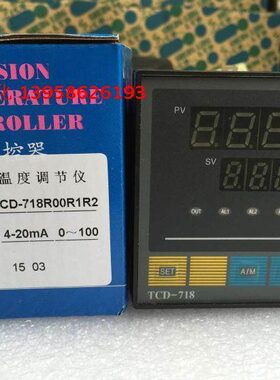 13958626193
SION
ERATURE
ROLLER
控器
温度调节仪
CD-718R00R1R2
4-20mA 0～100
15 03
PV
SV
OUT AL1 AL2
SET
A/M
TCD-718